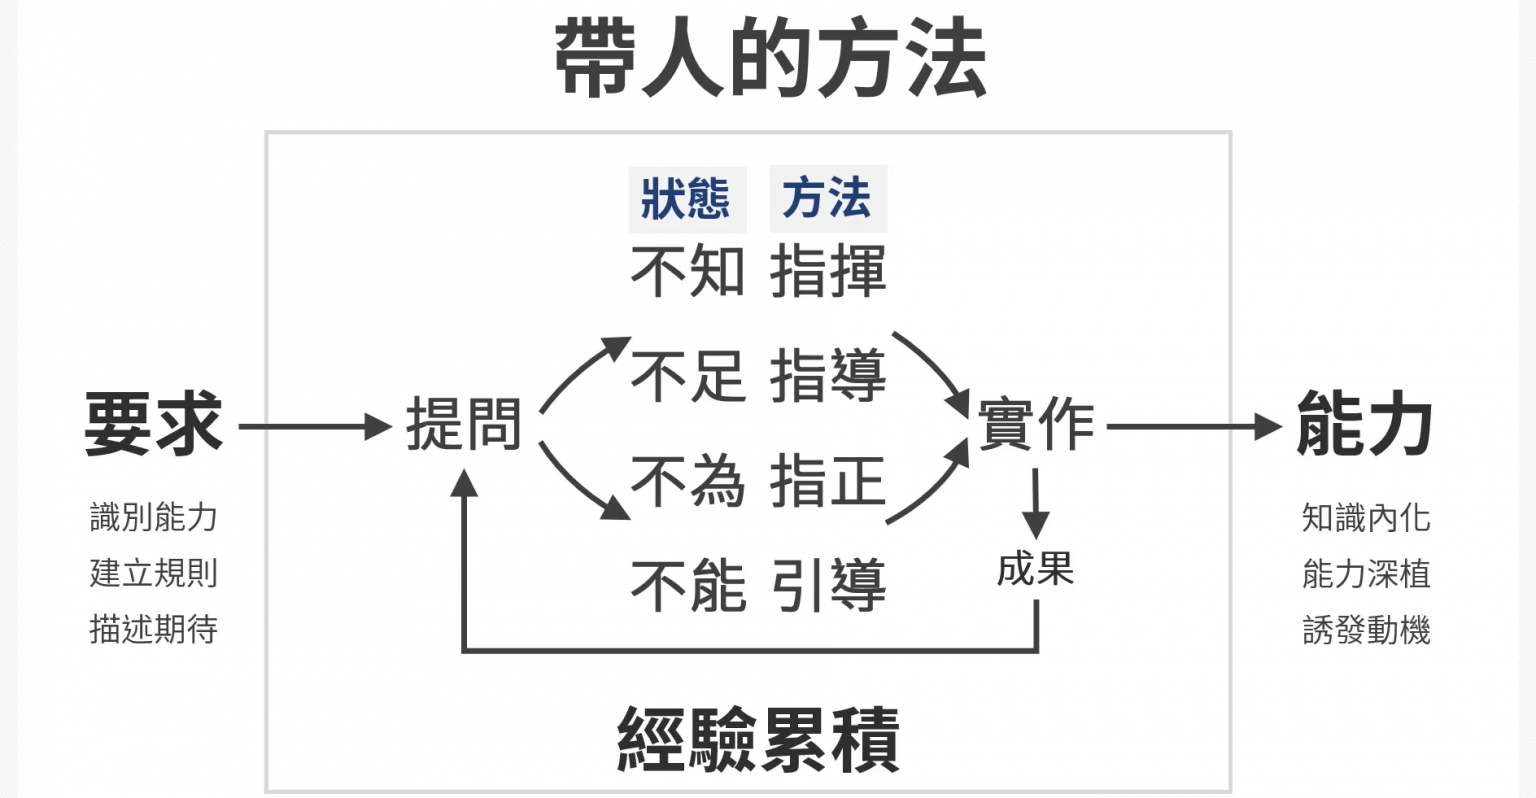 帶人的方法
狀態 方法
不知 指揮
不足 指導
不為 指正
不能 引導
要求
識別能力
建立規則
描述期待
提問
實作
成果
能力
知識內化
能力深植
誘發動機
經驗累積